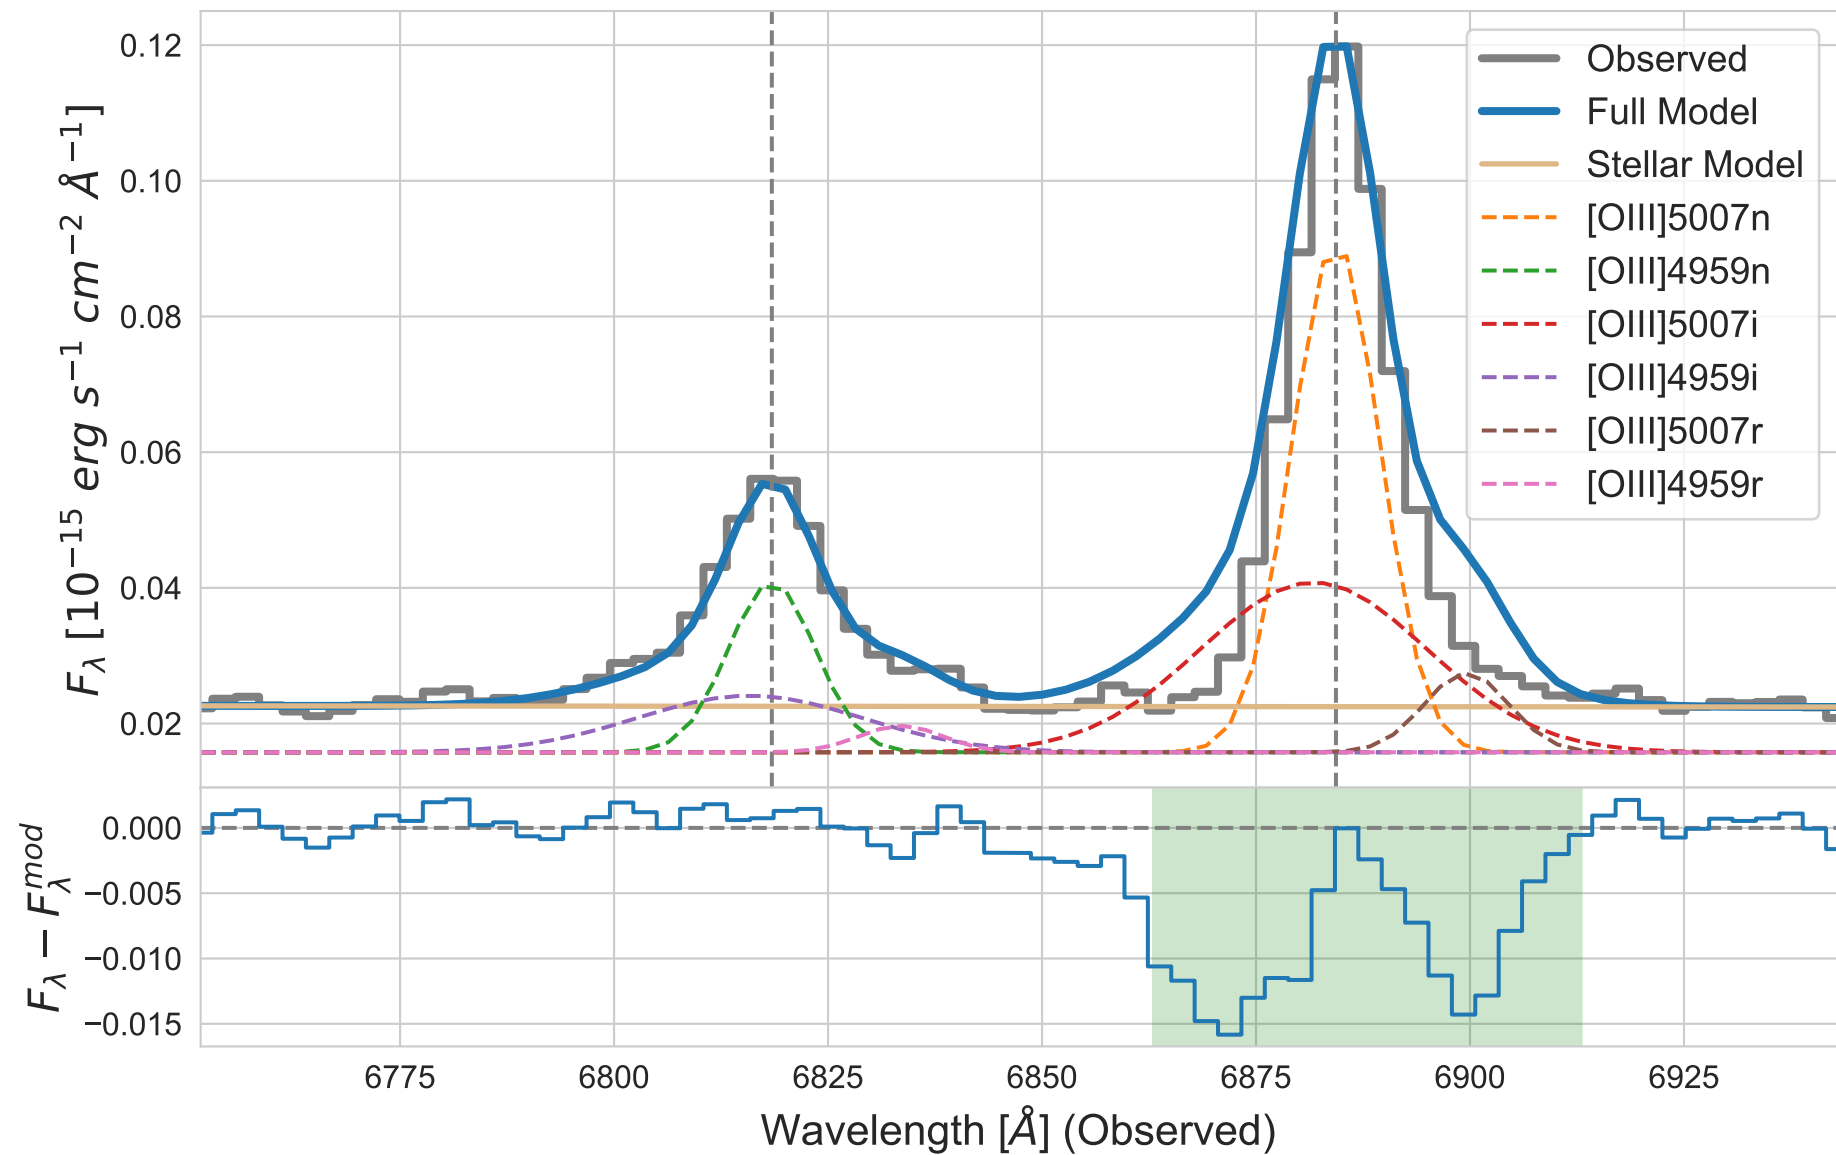 0.12
0.10
0.08
0.06
0.04
0.02
F_λ [10^−15 erg s^−1 cm^−2 Å^−1]
Observed
Full Model
Stellar Model
[OIII]5007n
[OIII]4959n
[OIII]5007i
[OIII]4959i
[OIII]5007r
[OIII]4959r
0.000
−0.005
−0.010
−0.015
F_λ − F_λ^mod
6775 6800 6825 6850 6875 6900 6925
Wavelength [Å] (Observed)